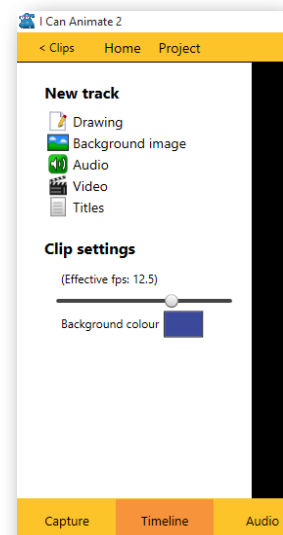 I Can Animate 2
< Clips Home Project
New track
Drawing
Background image
Audio
Video
Titles
Clip settings
(Effective fps: 12.5)
Background colour
Capture Timeline Audio